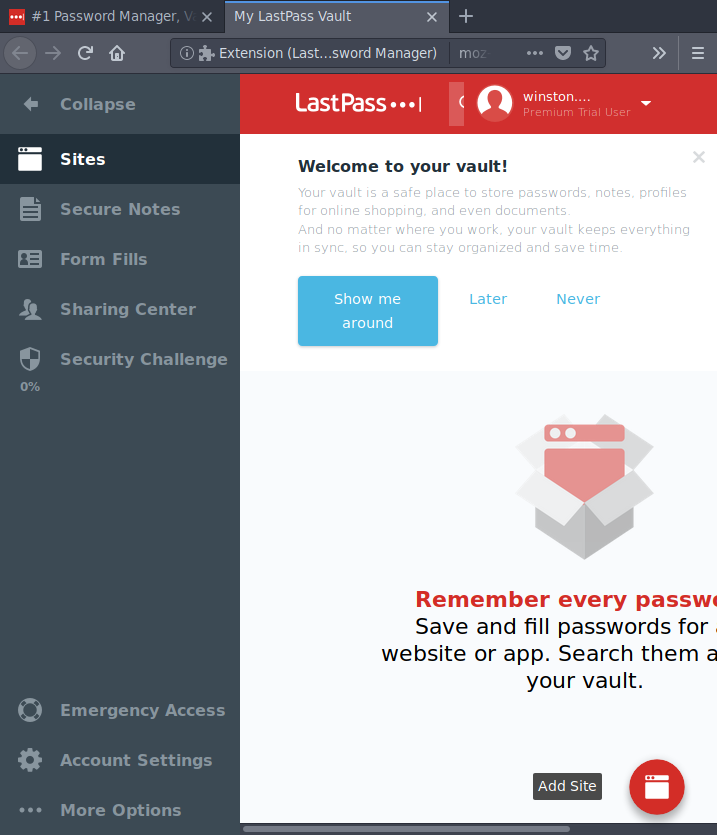 #1 Password Manager, V
My LastPass Vault
Extension (Last...sword Manager)
moz
Collapse
LastPass
winston....
Premium Trial User
Sites
Secure Notes
Form Fills
Sharing Center
Security Challenge
0%
Welcome to your vault!
Your vault is a safe place to store passwords, notes, profiles
for online shopping, and even documents.
And no matter where you work, your vault keeps everything
in sync, so you can stay organized and save time.
Show me
around
Later
Never
Remember every passw
Save and fill passwords for
website or app. Search them
your vault.
Emergency Access
Account Settings
More Options
Add Site